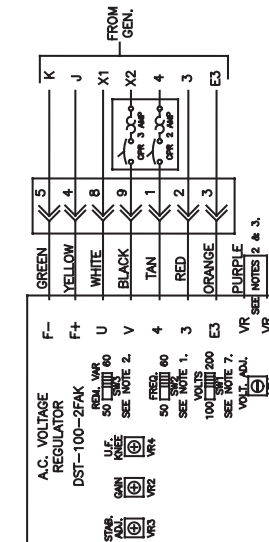 FROM
GEN.
K
J
X1
X2
4
3
E3
CPR 3 AMP
CPR 2 AMP
5
4
8
9
1
2
3
GREEN
YELLOW
WHITE
BLACK
TAN
RED
ORANGE
PURPLE
SEE NOTES 2 & 3.
F-
F+
U
V
4
3
E3
VR
VR
A.C. VOLTAGE
REGULATOR
DST-100-2FAK
REM. VAR
50 60
SW3
SEE NOTE 2.
FREQ.
50 60
SW2
SEE NOTE 1.
VOLTS
100 200
SW1
SEE NOTE 7.
VOLT. ADJ.
U.F.
KNEE
VR4
GAIN
VR2
STAB.
ADJ.
VR3